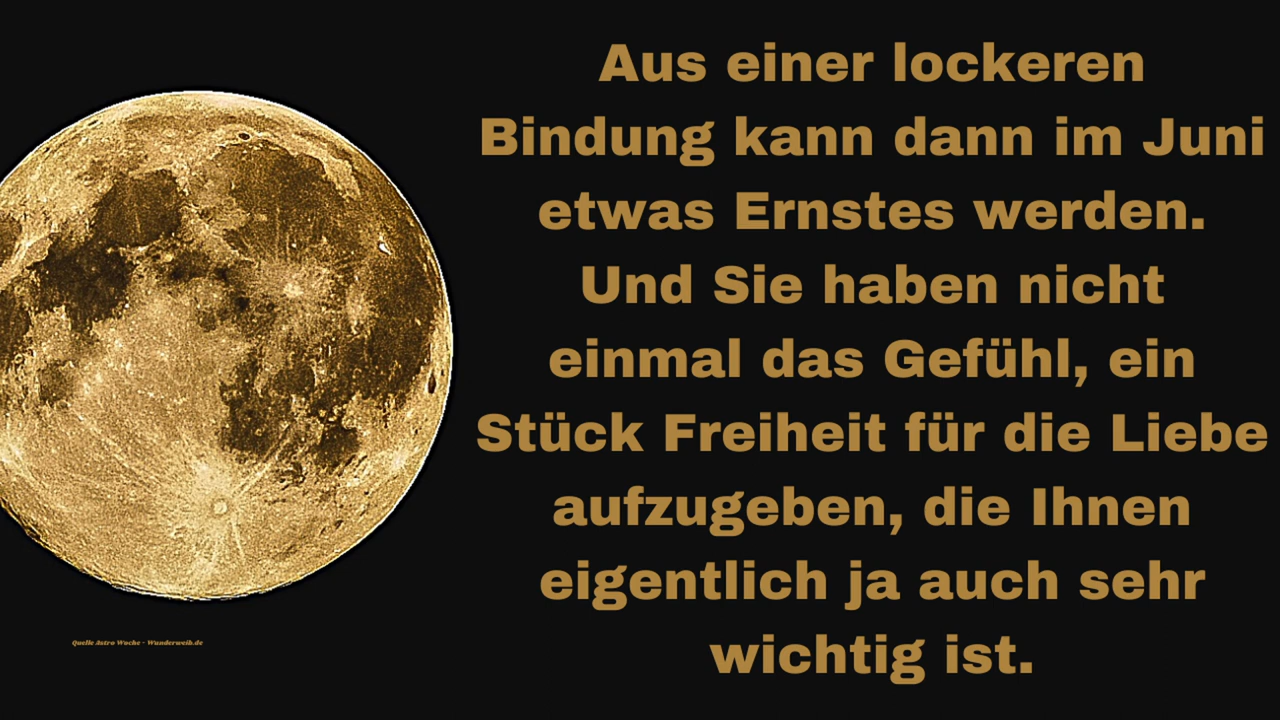 Aus einer lockeren
Bindung kann dann im Juni
etwas Ernstes werden.
Und Sie haben nicht
einmal das Gefühl, ein
Stück Freiheit für die Liebe
aufzugeben, die Ihnen
eigentlich ja auch sehr
wichtig ist.
Quelle Astro Woche - Wunderweib.de